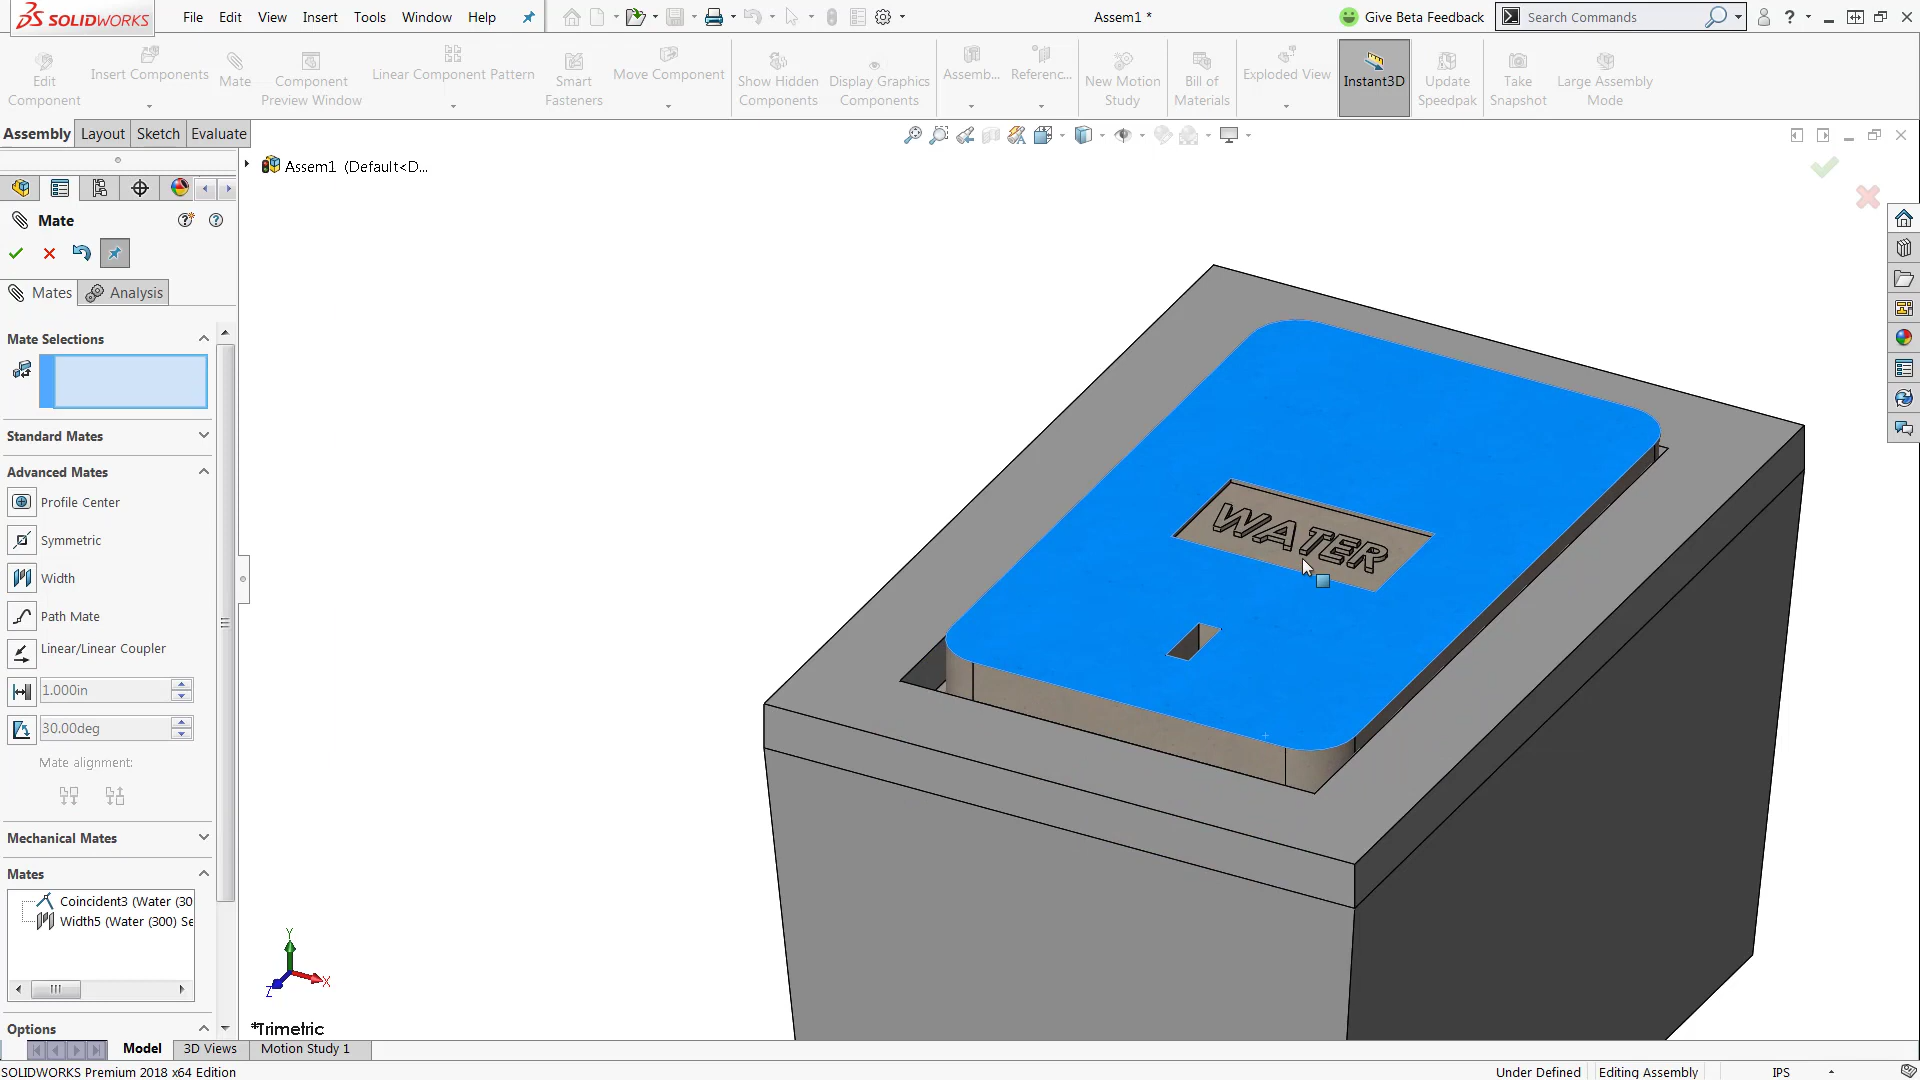 SOLIDWORKS
File Edit View Insert Tools Window Help
Assem1 *
Give Beta Feedback
Search Commands
?
Edit Component
Insert Components
Mate
Component Preview Window
Linear Component Pattern
Smart Fasteners
Move Component
Show Hidden Components
Display Graphics Components
Assemb...
Referenc...
New Motion Study
Bill of Materials
Exploded View
Instant3D
Update Speedpak
Take Snapshot
Large Assembly Mode
Assembly Layout Sketch Evaluate
Assem1 (Default<D...
Mate
Mates Analysis
Mate Selections
Standard Mates
Advanced Mates
Profile Center
Symmetric
Width
Path Mate
Linear/Linear Coupler
1.000in
30.00deg
Mate alignment:
Mechanical Mates
Mates
Coincident3 (Water (30
Width5 (Water (300) Se
Options
WATER
Y
X
Z
*Trimetric
Model 3D Views Motion Study 1
SOLIDWORKS Premium 2018 x64 Edition
Under Defined Editing Assembly IPS